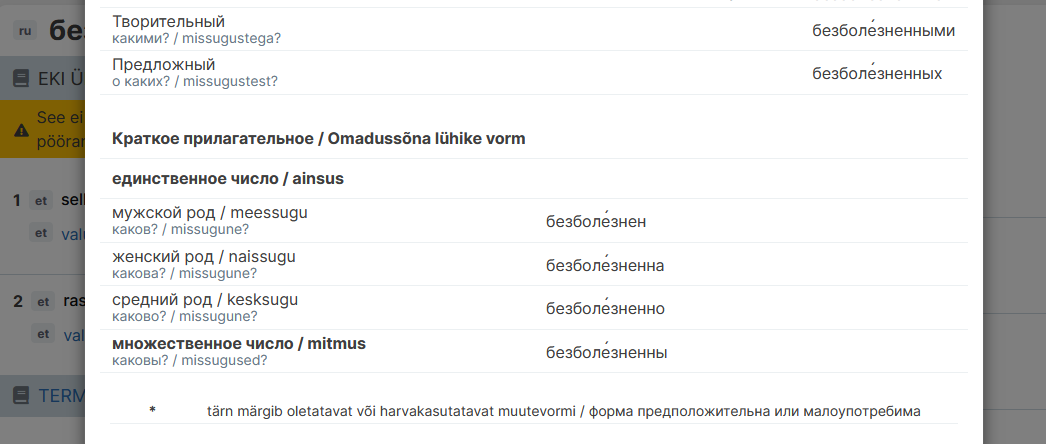 Творительный
какими? / missugustega?
безболе́зненными
Предложный
о каких? / missugustest?
безболе́зненных
ru бе
EKI Ü
See ei
pööra
1 et sell
et val
2 et ras
et val
TERM
Краткое прилагательное / Omadussõna lühike vorm
единственное число / ainsus
мужской род / meessugu
каков? / missugune?
безболе́знен
женский род / naissugu
какова? / missugune?
безболе́зненна
средний род / kesksugu
каково? / missugune?
безболе́зненно
множественное число / mitmus
каковы? / missugused?
безболе́зненны
* tärn märgib oletatavat või harvakasutatavat muutevormi / форма предположительна или малоупотребима